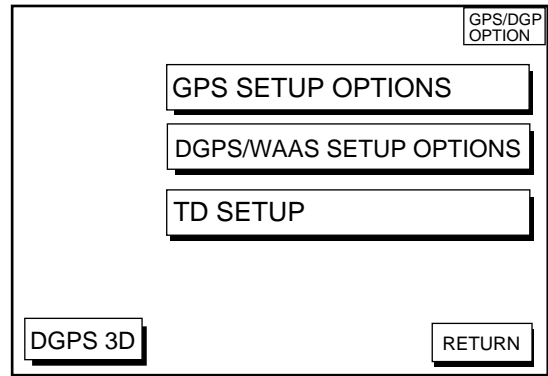 GPS/DGP
OPTION
GPS SETUP OPTIONS
DGPS/WAAS SETUP OPTIONS
TD SETUP
DGPS 3D
RETURN